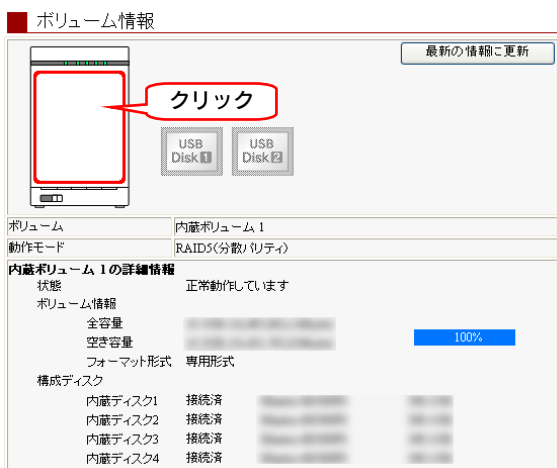 ボリューム情報
最新の情報に更新
クリック
USB Disk 1
USB Disk 2
ボリューム 内蔵ボリューム 1
動作モード RAID5(分散パリティ)
内蔵ボリューム 1の詳細情報
状態 正常動作しています
ボリューム情報
全容量
空き容量 100%
フォーマット形式 専用形式
構成ディスク
内蔵ディスク1 接続済
内蔵ディスク2 接続済
内蔵ディスク3 接続済
内蔵ディスク4 接続済